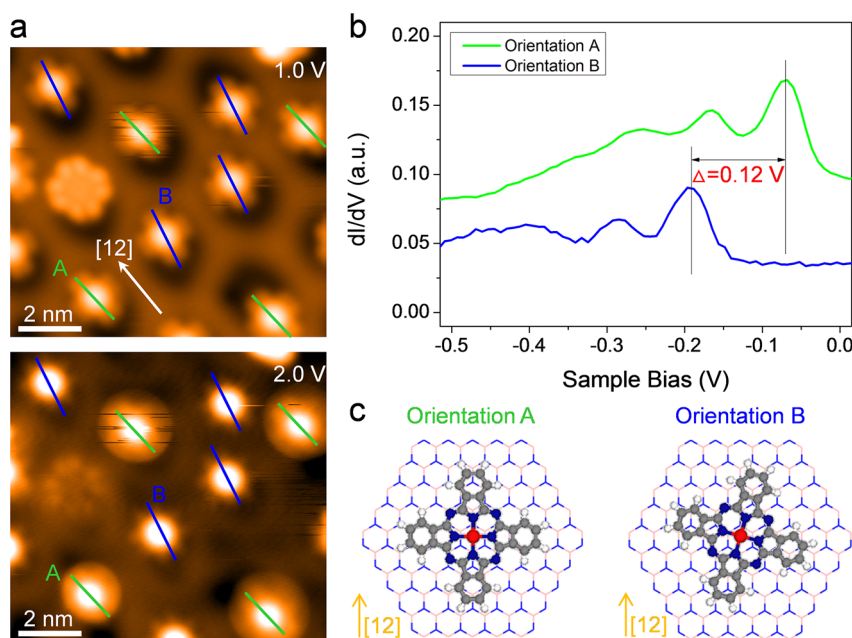 a
1.0 V
B
[12]
A
2 nm
2.0 V
B
A
2 nm
b
Orientation A
Orientation B
dI/dV (a.u.)
0.20
0.15
0.10
0.05
0.00
Δ=0.12 V
-0.5 -0.4 -0.3 -0.2 -0.1 0.0
Sample Bias (V)
c
Orientation A Orientation B
[12] [12]